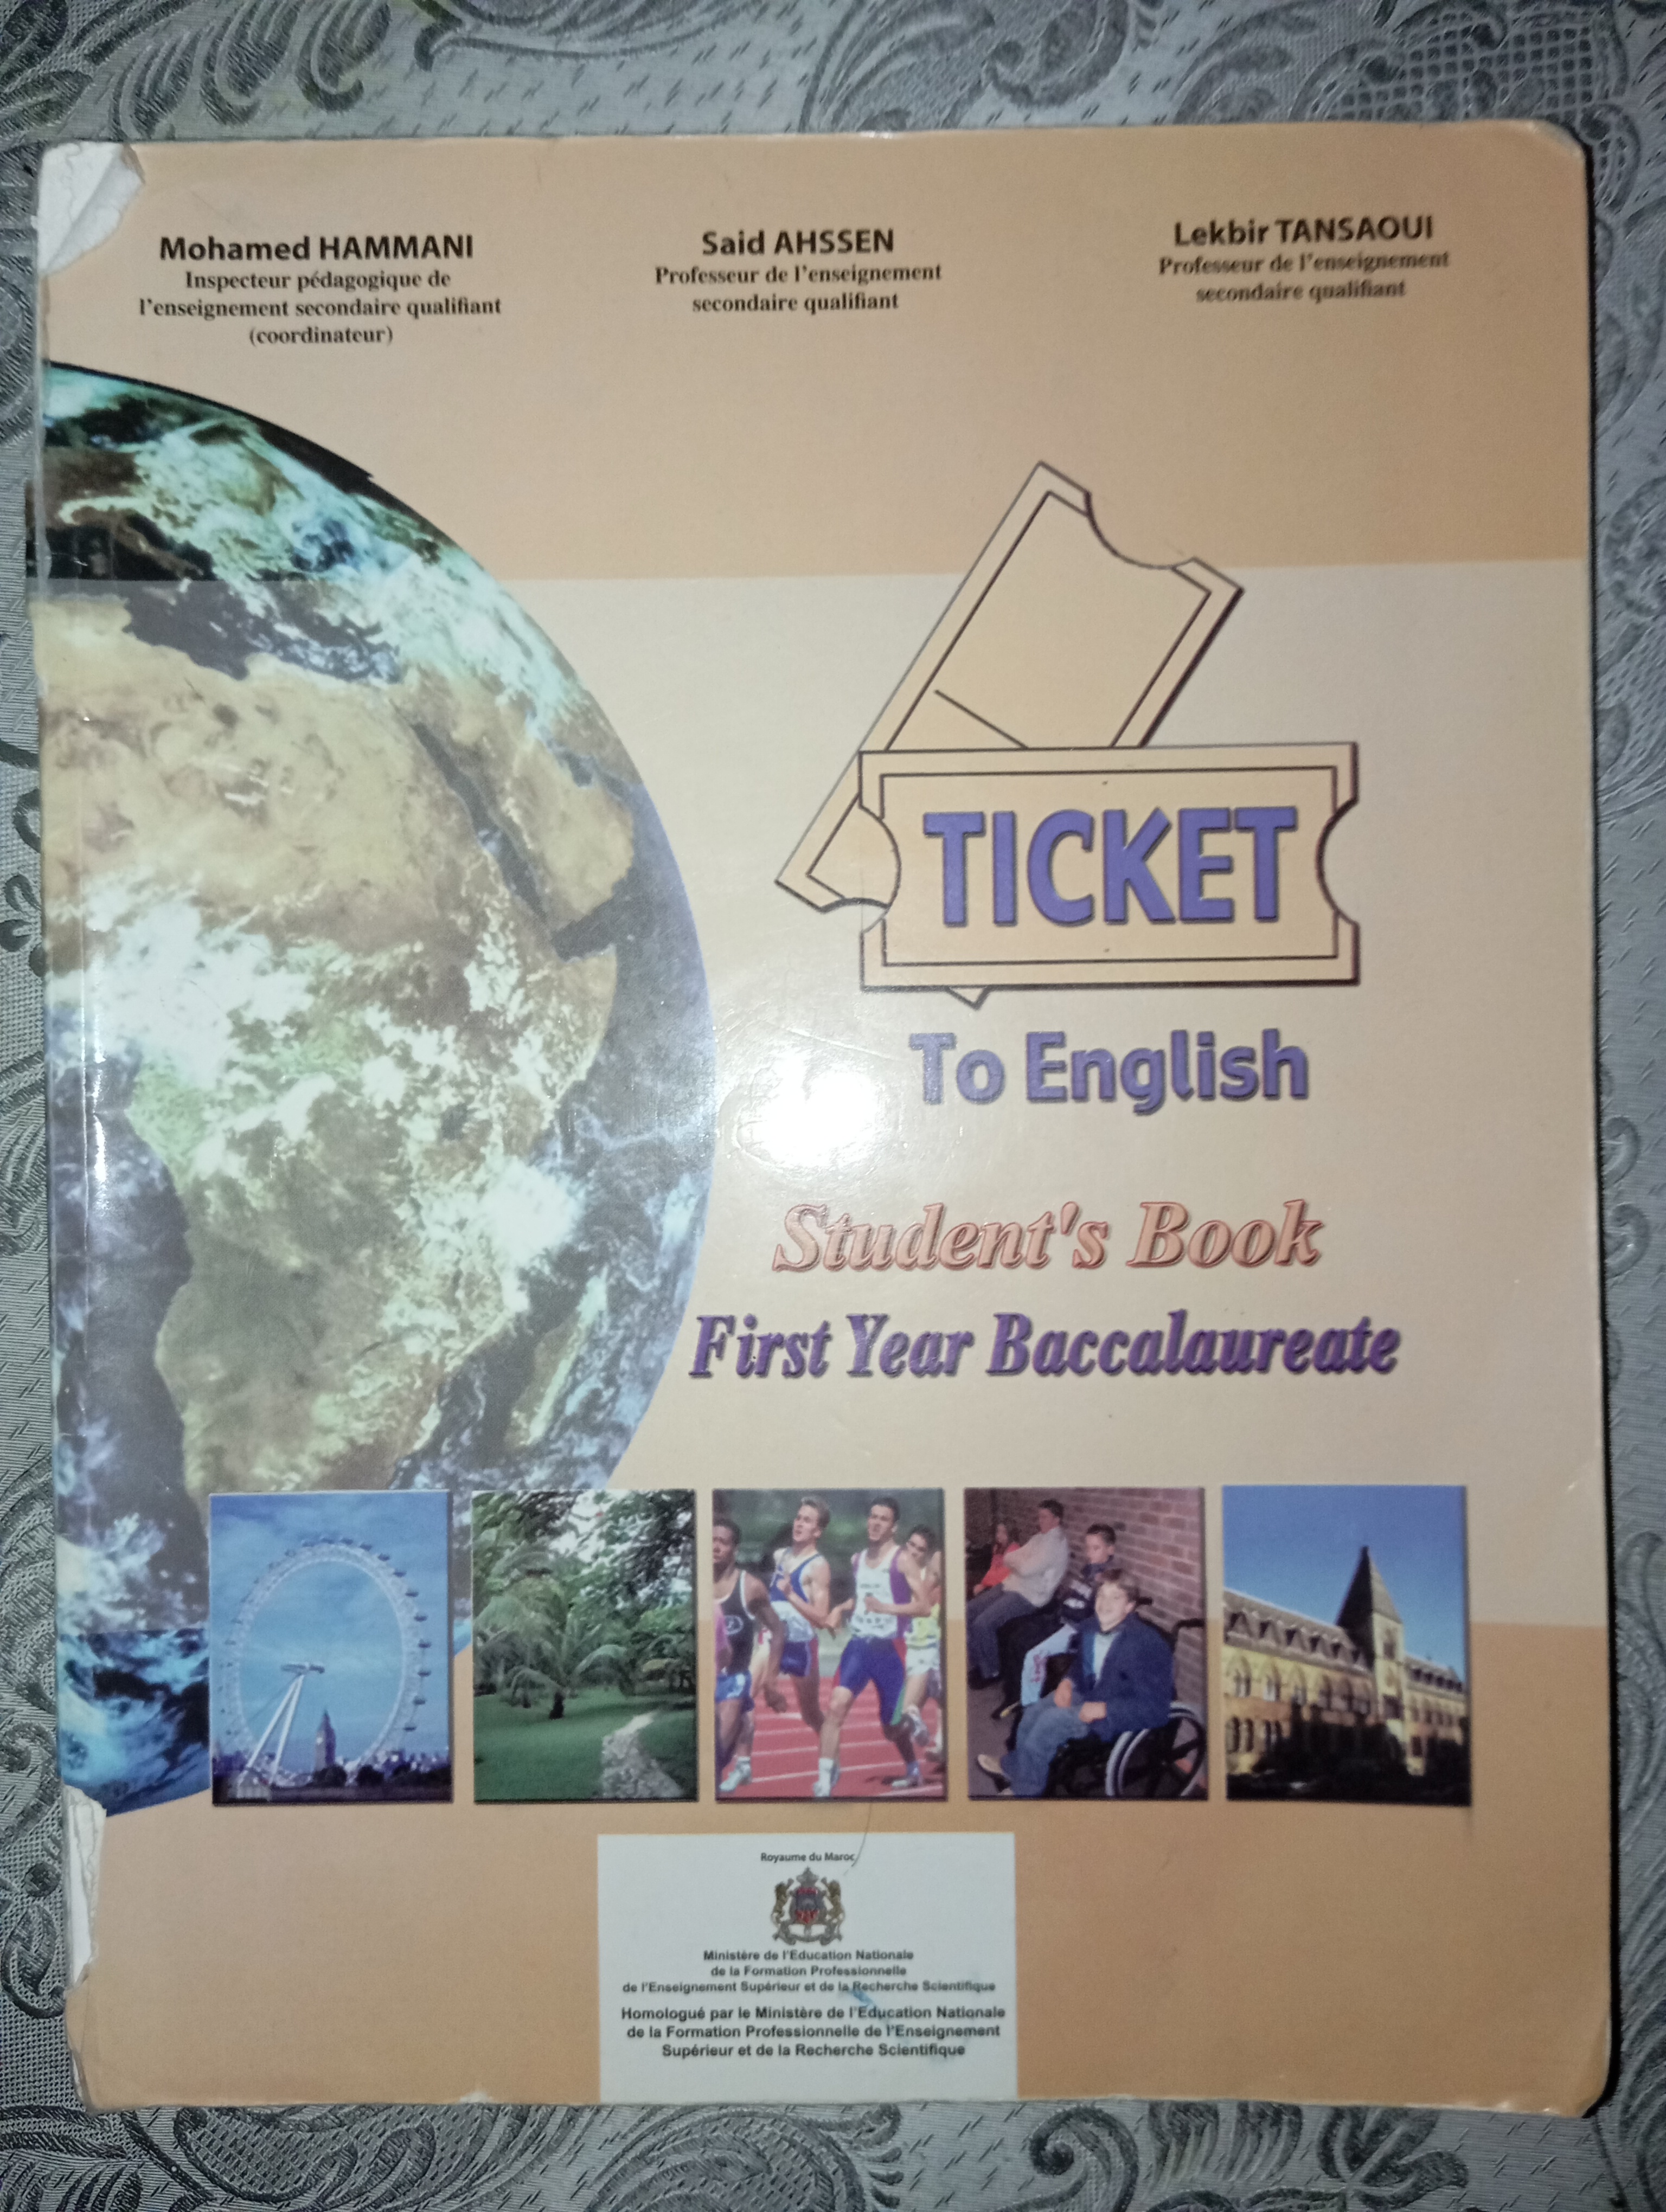 Mohamed HAMMANI
Inspecteur pédagogique de
l'enseignement secondaire qualifiant
(coordinateur)
Said AHSSEN
Professeur de l'enseignement
secondaire qualifiant
Lekbir TANSAOUI
Professeur de l'enseignement
secondaire qualifiant
TICKET
To English
Student's Book
First Year Baccalaureate
Royaume du Maroc
Ministère de l'Education Nationale
de la Formation Professionnelle
de l'Enseignement Supérieur et de la Recherche Scientifique
Homologué par le Ministère de l'Education Nationale
de la Formation Professionnelle de l'Enseignement
Supérieur et de la Recherche Scientifique